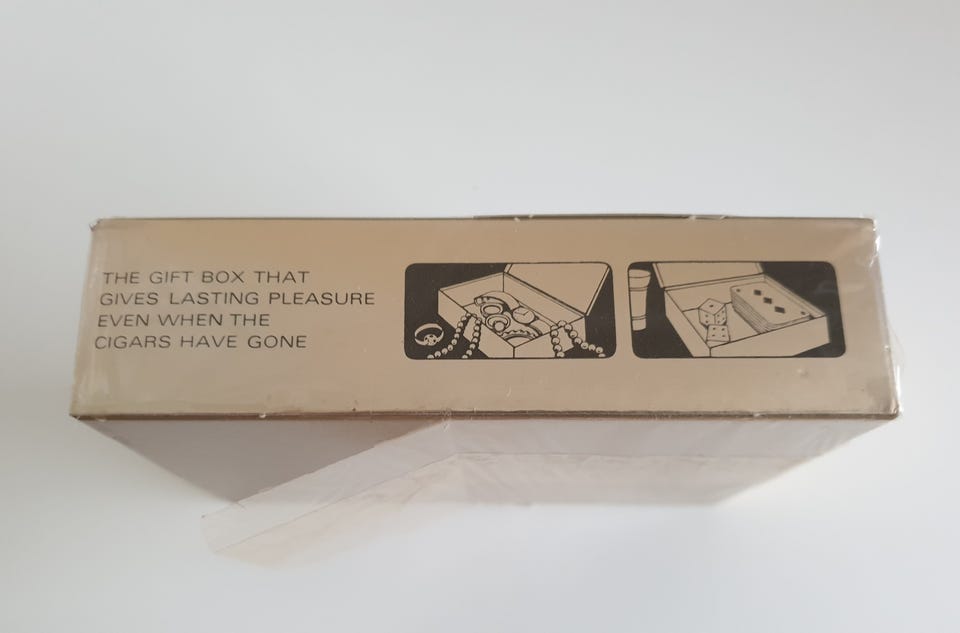 THE GIFT BOX THAT
GIVES LASTING PLEASURE
EVEN WHEN THE
CIGARS HAVE GONE